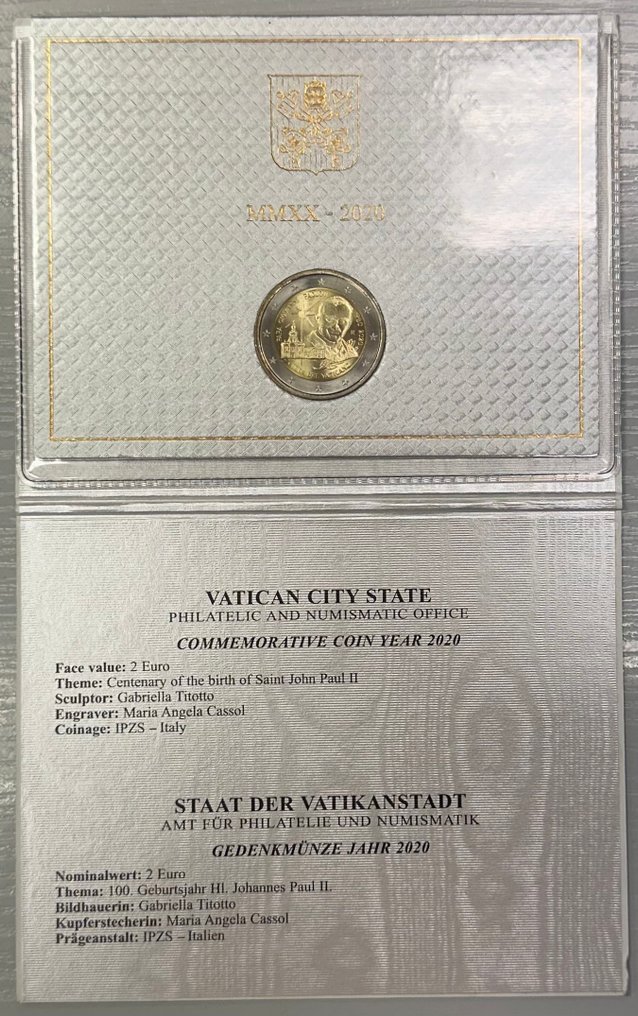 MMXX - 2020
VATICAN CITY STATE
PHILATELIC AND NUMISMATIC OFFICE
COMMEMORATIVE COIN YEAR 2020
Face value: 2 Euro
Theme: Centenary of the birth of Saint John Paul II
Sculptor: Gabriella Titotto
Engraver: Maria Angela Cassol
Coinage: IPZS – Italy
STAAT DER VATIKANSTADT
AMT FÜR PHILATELIE UND NUMISMATIK
GEDENKMÜNZE JAHR 2020
Nominalwert: 2 Euro
Thema: 100. Geburtsjahr Hl. Johannes Paul II.
Bildhauerin: Gabriella Titotto
Kupferstecherin: Maria Angela Cassol
Prägeanstalt: IPZS – Italien